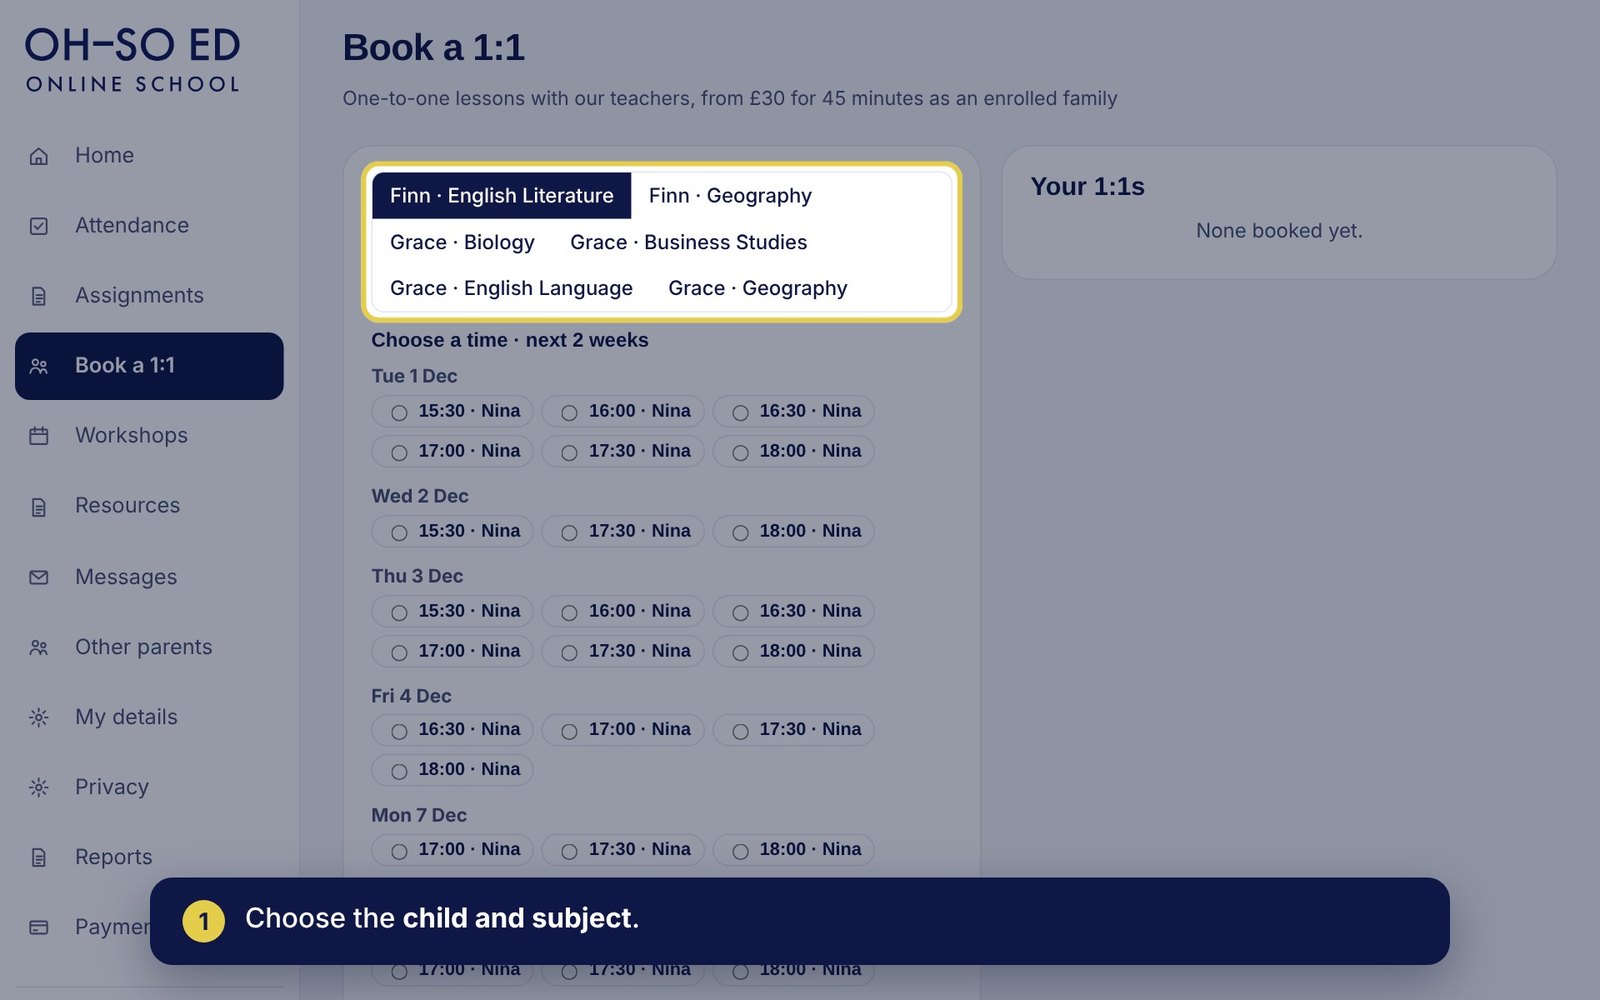 OH–SO ED
ONLINE SCHOOL
Home
Attendance
Assignments
Book a 1:1
Workshops
Resources
Messages
Other parents
My details
Privacy
Reports
Book a 1:1
One-to-one lessons with our teachers, from £30 for 45 minutes as an enrolled family
Finn · English Literature Finn · Geography
Grace · Biology Grace · Business Studies
Grace · English Language Grace · Geography
Choose a time · next 2 weeks
Tue 1 Dec
15:30 · Nina 16:00 · Nina 16:30 · Nina
17:00 · Nina 17:30 · Nina 18:00 · Nina
Wed 2 Dec
15:30 · Nina 17:30 · Nina 18:00 · Nina
Thu 3 Dec
15:30 · Nina 16:00 · Nina 16:30 · Nina
17:00 · Nina 17:30 · Nina 18:00 · Nina
Fri 4 Dec
16:30 · Nina 17:00 · Nina 17:30 · Nina
18:00 · Nina
Mon 7 Dec
17:00 · Nina 17:30 · Nina 18:00 · Nina
17:00 · Nina 17:30 · Nina 18:00 · Nina
Your 1:1s
None booked yet.
1 Choose the child and subject.